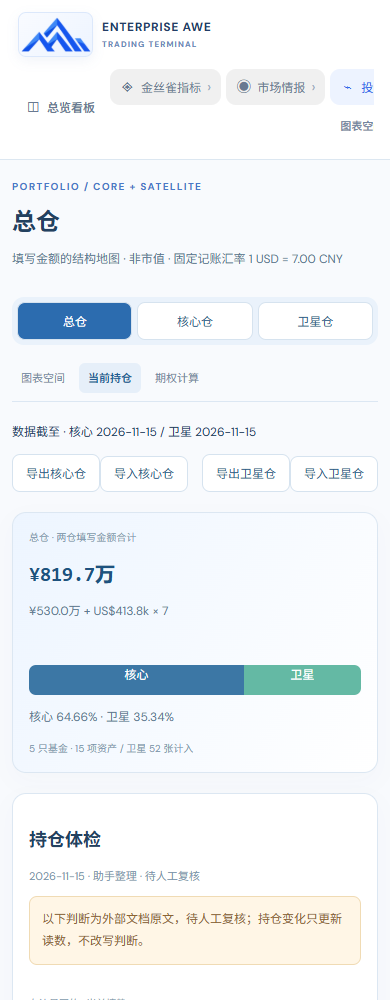 ENTERPRISE AWE
TRADING TERMINAL
总览看板
金丝雀指标 ›
市场情报 ›
投
图表空
PORTFOLIO / CORE + SATELLITE
总仓
填写金额的结构地图 · 非市值 · 固定记账汇率 1 USD = 7.00 CNY
总仓
核心仓
卫星仓
图表空间
当前持仓
期权计算
数据截至 · 核心 2026-11-15 / 卫星 2026-11-15
导出核心仓
导入核心仓
导出卫星仓
导入卫星仓
总仓 · 两仓填写金额合计
¥819.7万
¥530.0万 + US$413.8k × 7
核心
卫星
核心 64.66% · 卫星 35.34%
5 只基金 · 15 项资产 / 卫星 52 张计入
持仓体检
2026-11-15 · 助手整理 · 待人工复核
以下判断为外部文档原文，待人工复核；持仓变化只更新
读数，不改写判断。